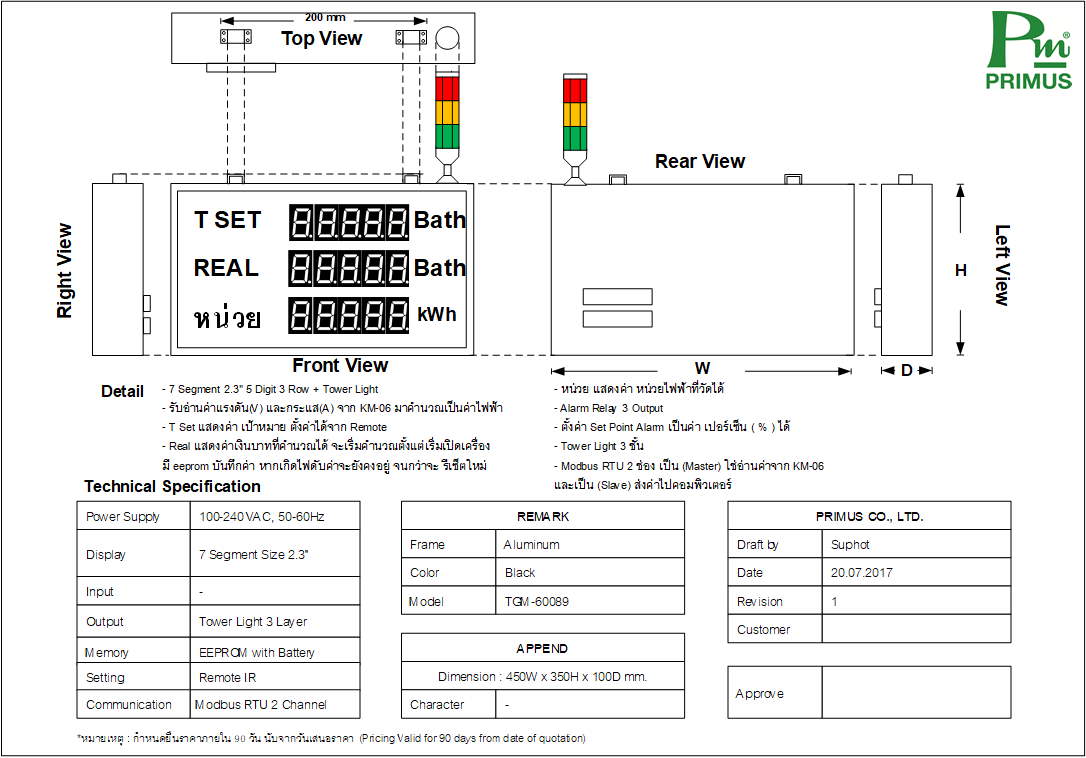 200 mm
Top View
Pm®
PRIMUS
Rear View
Right View
T SET 88888 Bath
REAL 88888 Bath
หน่วย 88888 kWh
Left View
H
Front View
W
D
Detail
- 7 Segment 2.3" 5 Digit 3 Row + Tower Light
- รับอ่านค่าแรงดัน(V) และกระแส(A) จาก KM-06 มาคำนวณเป็นค่าไฟฟ้า
- T Set แสดงค่า เป้าหมาย ตั้งค่าได้จาก Remote
- Real แสดงค่าเงินบาทที่คำนวณได้ จะเริ่มคำนวณตั้งแต่เริ่มเปิดเครื่อง
มี eeprom บันทึกค่า หากเกิดไฟดับค่าจะยังคงอยู่ จนกว่าจะ รีเซ็ตใหม่
- หน่วย แสดงค่า หน่วยไฟฟ้าที่วัดได้
- Alarm Relay 3 Output
- ตั้งค่า Set Point Alarm เป็นค่า เปอร์เซ็น ( % ) ได้
- Tower Light 3 ชั้น
- Modbus RTU 2 ช่อง เป็น (Master) ใช้อ่านค่าจาก KM-06
และเป็น (Slave) ส่งค่าไปคอมพิวเตอร์
Technical Specification
Power Supply 100-240VAC, 50-60Hz
Display 7 Segment Size 2.3"
Input -
Output Tower Light 3 Layer
Memory EEPROM with Battery
Setting Remote IR
Communication Modbus RTU 2 Channel
REMARK
Frame Aluminum
Color Black
Model TGM-60089
APPEND
Dimension : 450W x 350H x 100D mm.
Character -
PRIMUS CO., LTD.
Draft by Suphot
Date 20.07.2017
Revision 1
Customer
Approve
*หมายเหตุ : กำหนดยืนราคาภายใน 90 วัน นับจากวันเสนอราคา (Pricing Valid for 90 days from date of quotation)